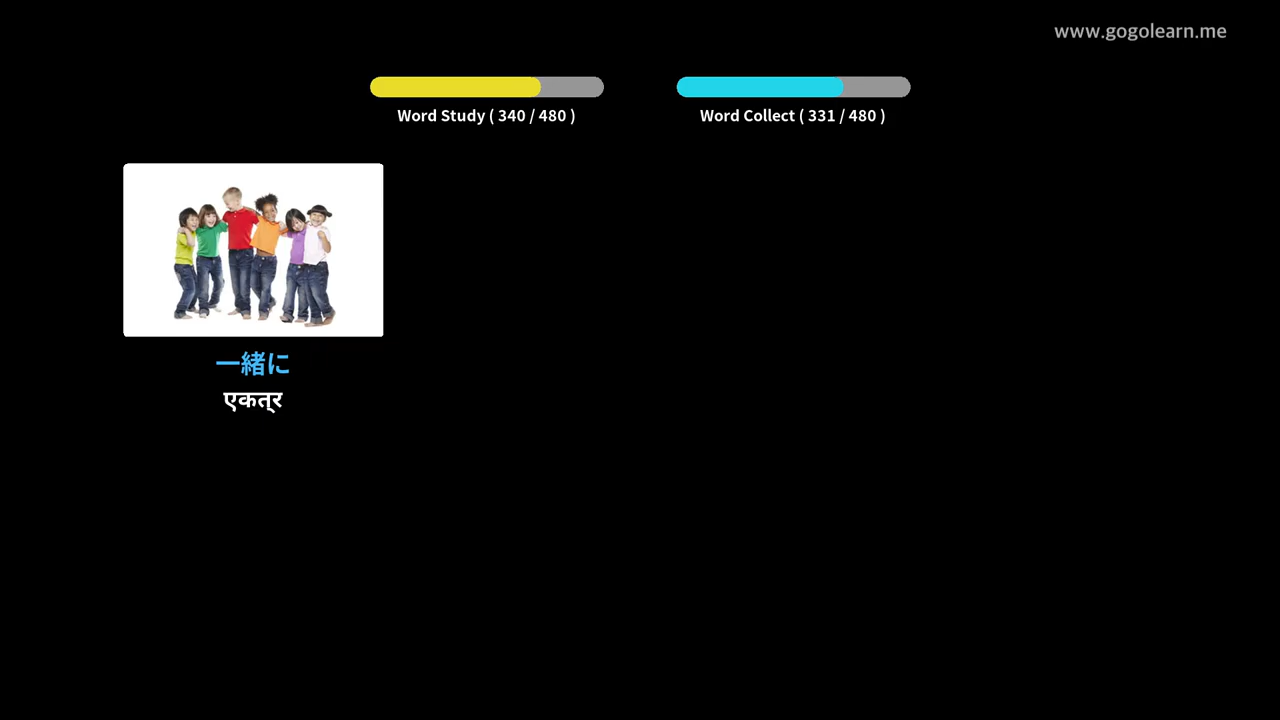 www.gogolearn.me
Word Study ( 340 / 480 )
Word Collect ( 331 / 480 )
一緒に
एकत्र